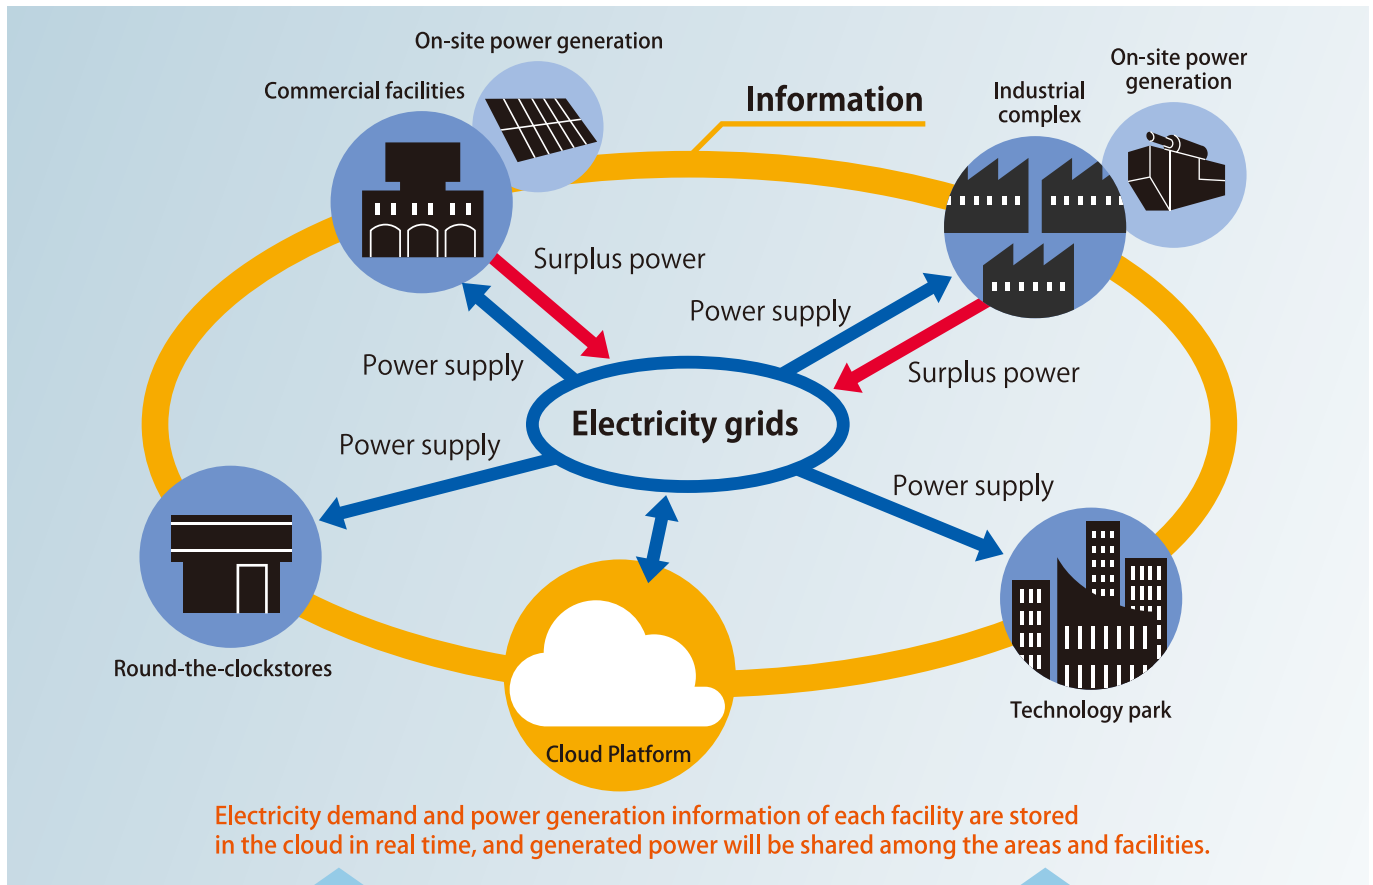 On-site power generation
Commercial facilities
Information
On-site power
generation
Industrial
complex
Surplus power
Power supply
Power supply
Surplus power
Electricity grids
Power supply
Power supply
Round-the-clockstores
Technology park
Cloud Platform
Electricity demand and power generation information of each facility are stored
in the cloud in real time, and generated power will be shared among the areas and facilities.